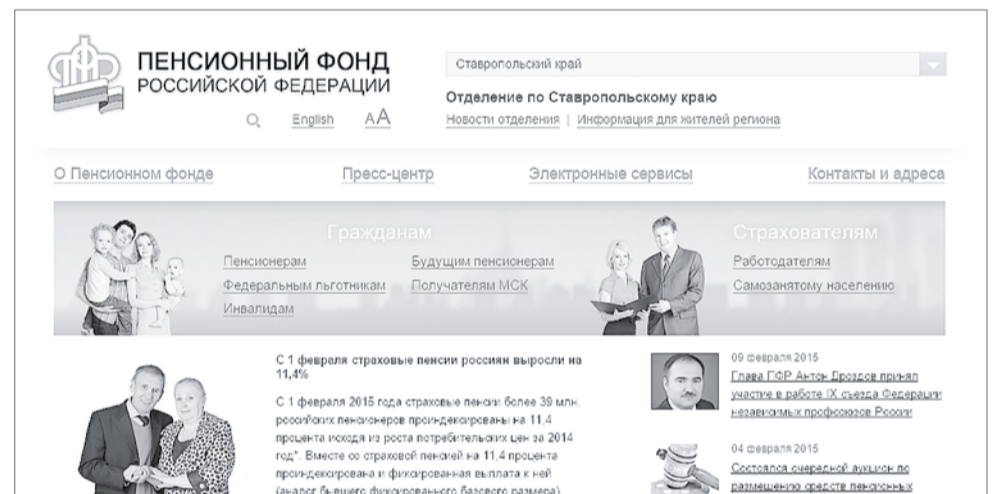 ПЕНСИОННЫЙ ФОНД
РОССИЙСКОЙ ФЕДЕРАЦИИ
English
АА
Ставропольский край
Отделение по Ставропольскому краю
Новости отделения | Информация для жителей региона
О Пенсионном фонде
Пресс-центр
Электронные сервисы
Контакты и адреса
Гражданам
Пенсионерам
Федеральным льготникам
Инвалидам
Будущим пенсионерам
Получателям МСК
Страхователям
Работодателям
Самозанятому населению
С 1 февраля страховые пенсии россиян выросли на
11,4%
С 1 февраля 2015 года страховые пенсии более 39 млн.
российских пенсионеров проиндексированы на 11,4
процента исходя из роста потребительских цен за 2014
год*. Вместе со страховой пенсией на 11,4 процента
проиндексирована и фиксированная выплата к ней
(аналог бывшего фиксированного базового размера)
09 февраля 2015
Глава ПФР Антон Дроздов принял
участие в работе IX съезда Федерации
независимых профсоюзов России
04 февраля 2015
Состоялся очередной аукцион по
размещению средств пенсионных